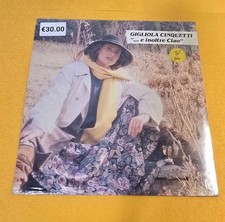 €30.00
GIGLIOLA CINQUETTI
"... e inoltre Ciao"